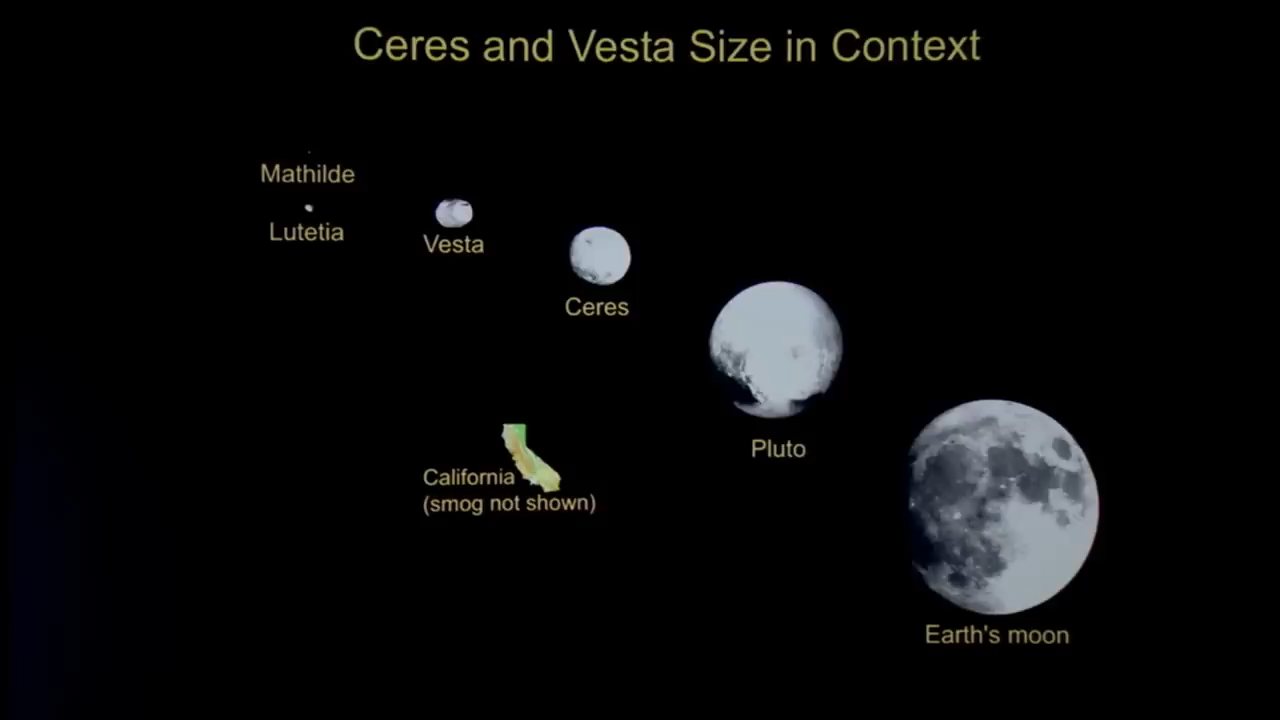 Ceres and Vesta Size in Context
Mathilde
Lutetia
Vesta
Ceres
Pluto
California
(smog not shown)
Earth's moon